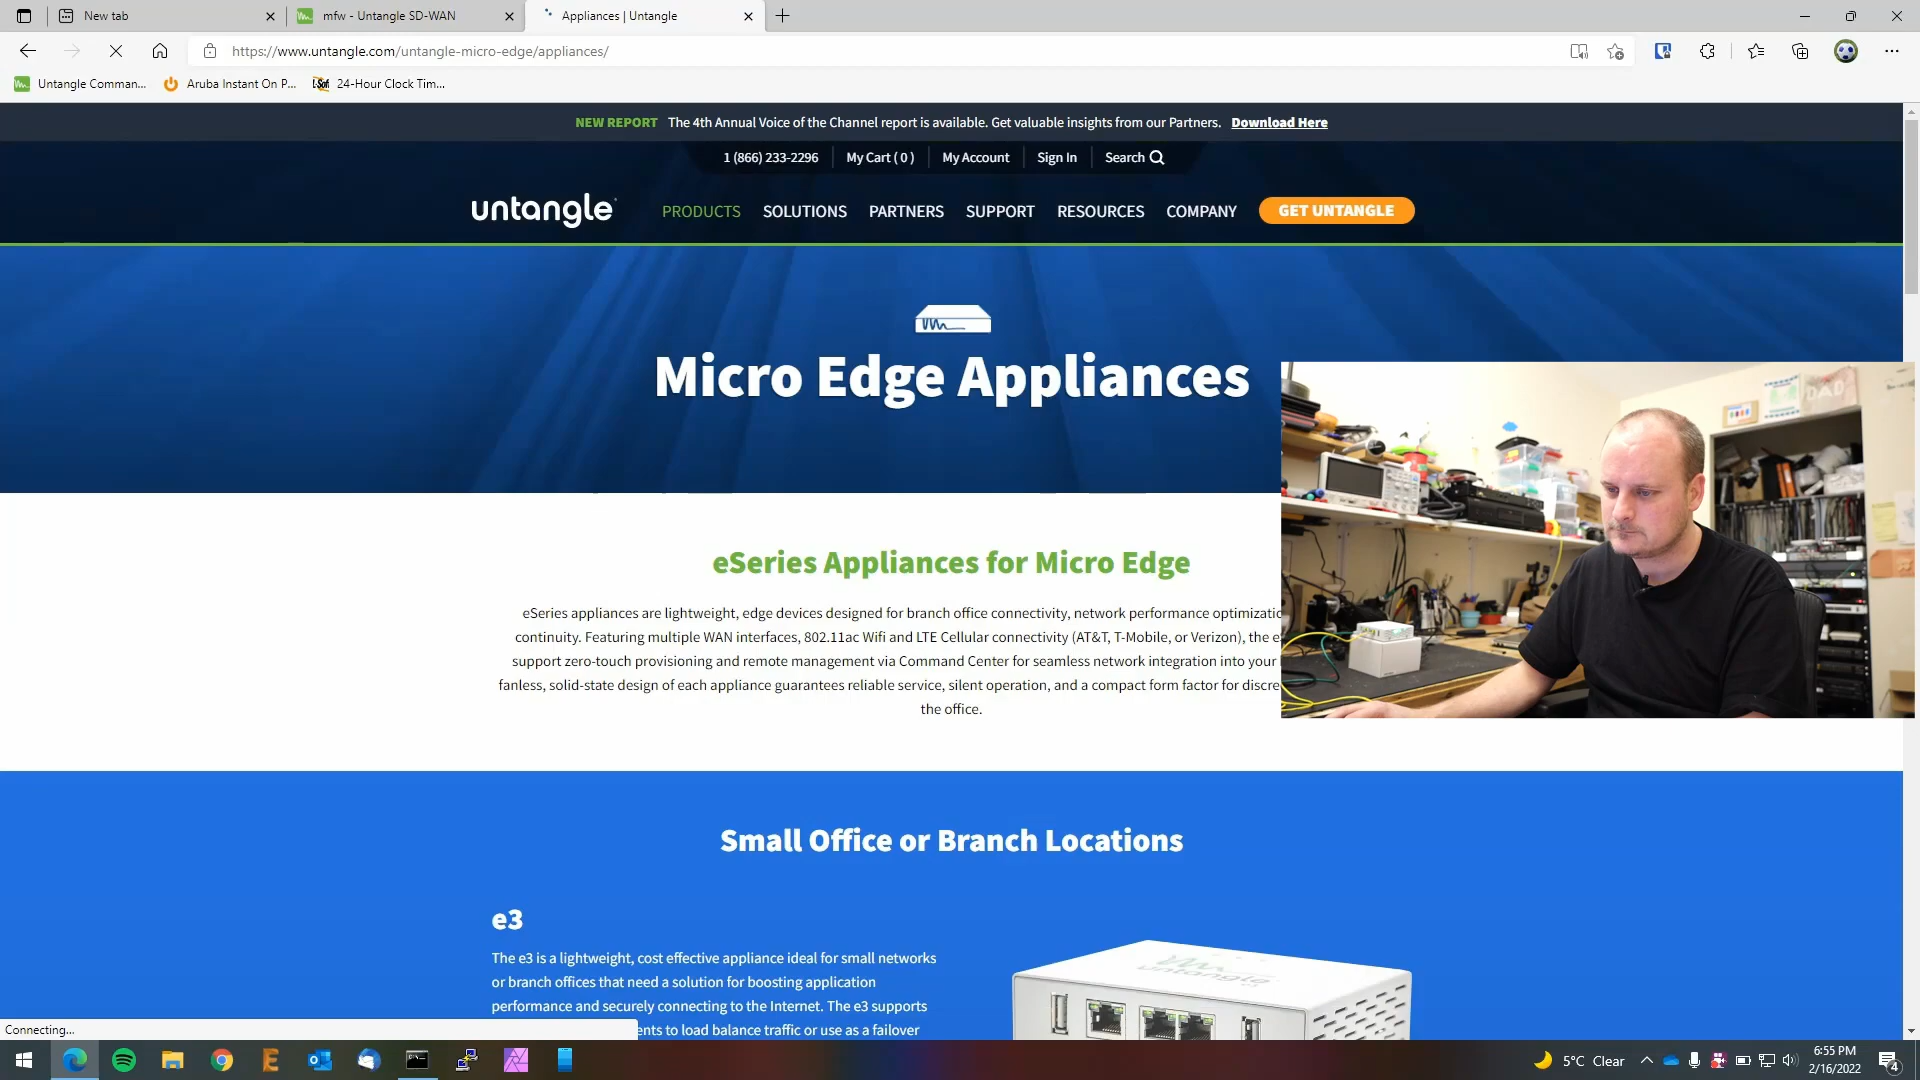 New tab
mfw - Untangle SD-WAN
Appliances | Untangle
https://www.untangle.com/untangle-micro-edge/appliances/
Untangle Comman...
Aruba Instant On P...
24-Hour Clock Tim...
NEW REPORT The 4th Annual Voice of the Channel report is available. Get valuable insights from our Partners. Download Here
1 (866) 233-2296
My Cart ( 0 )
My Account
Sign In
Search
untangle
PRODUCTS
SOLUTIONS
PARTNERS
SUPPORT
RESOURCES
COMPANY
GET UNTANGLE
Micro Edge Appliances
DAD
eSeries Appliances for Micro Edge
eSeries appliances are lightweight, edge devices designed for branch office connectivity, network performance
continuity. Featuring multiple WAN interfaces, 802.11ac Wifi and LTE Cellular connectivity (AT&T, T-Mobile, or Verizon), the
support zero-touch provisioning and remote management via Command Center for seamless network integration into your
fanless, solid-state design of each appliance guarantees reliable service, silent operation, and a compact form factor for
the office.
Small Office or Branch Locations
e3
The e3 is a lightweight, cost effective appliance ideal for small networks
or branch offices that need a solution for boosting application
performance and securely connecting to the Internet. The e3 supports
to load balance traffic or use as a failover
untangle
Connecting...
5°C Clear
6:55 PM
2/16/2022
4